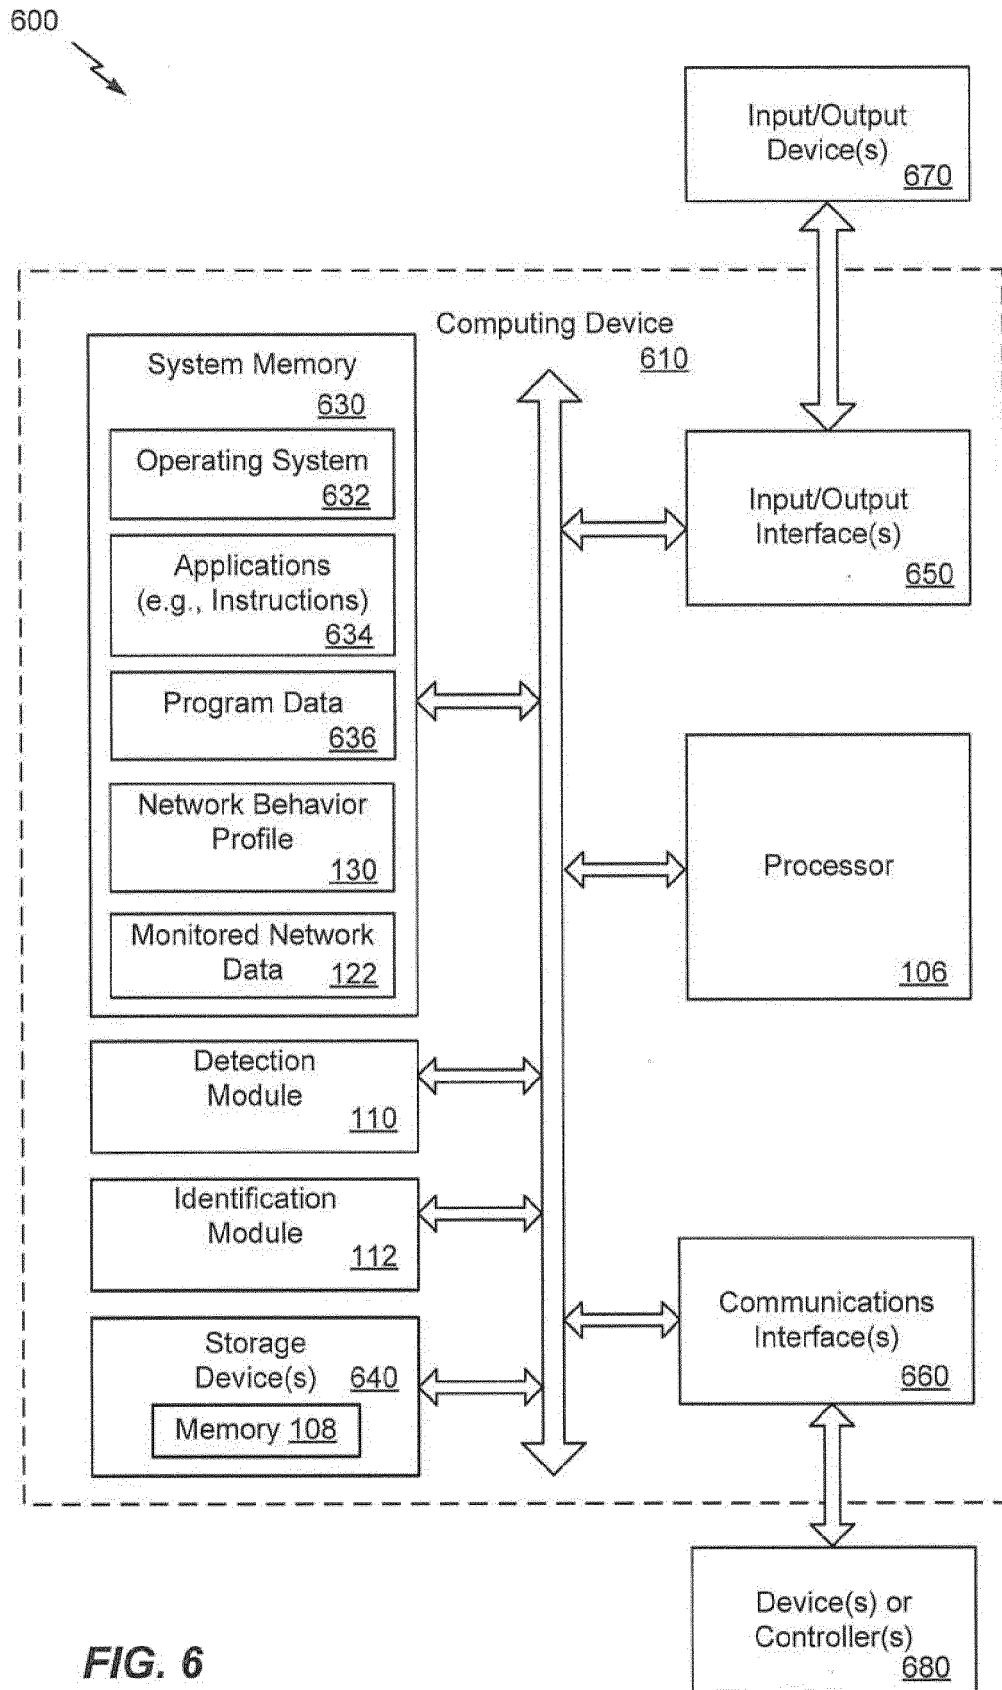 600
Input/Output
Device(s)
670
Computing Device
610
System Memory
630
Operating System
632
Applications
(e.g., Instructions)
634
Program Data
636
Network Behavior
Profile
130
Monitored Network
Data 122
Detection
Module
110
Identification
Module
112
Storage
Device(s) 640
Memory 108
Input/Output
Interface(s)
650
Processor
106
Communications
Interface(s)
660
Device(s) or
Controller(s)
680
FIG. 6